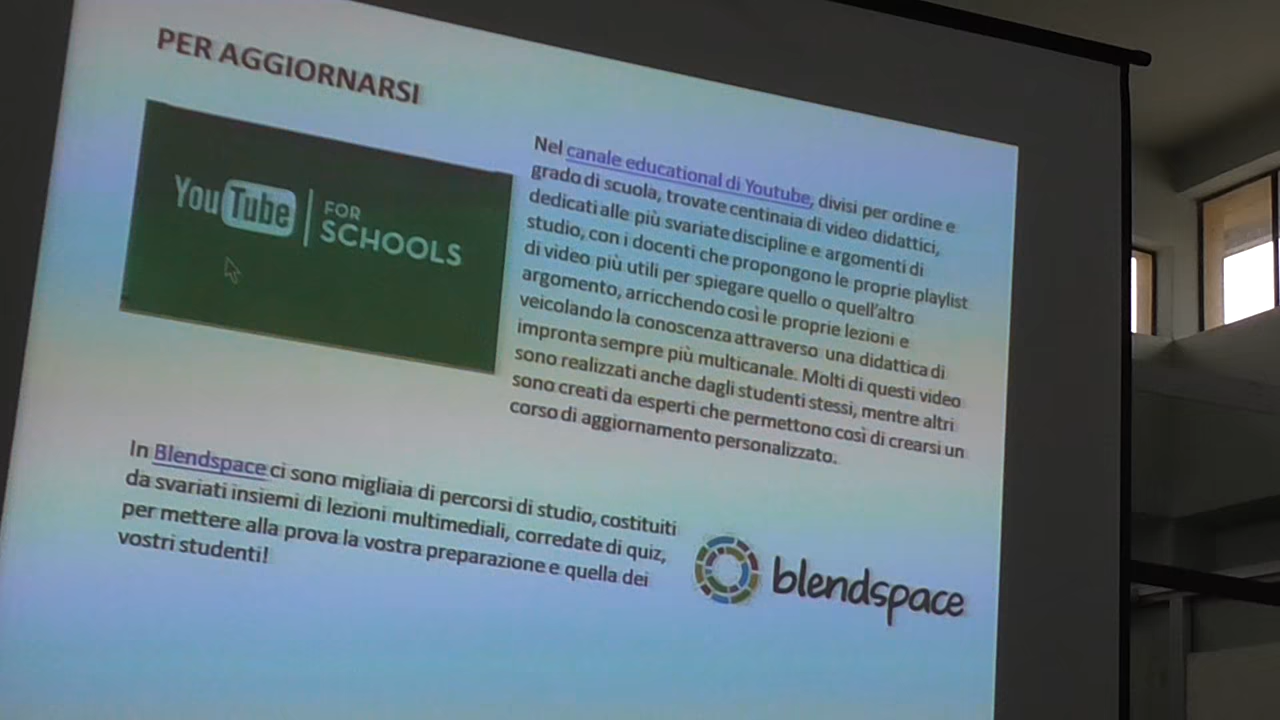 PER AGGIORNARSI
YouTube FOR SCHOOLS
Nel canale educational di Youtube, divisi per ordine e
grado di scuola, trovate centinaia di video didattici,
dedicati alle più svariate discipline e argomenti di
studio, con i docenti che propongono le proprie playlist
di video più utili per spiegare quello o quell'altro
argomento, arricchendo così le proprie lezioni e
veicolando la conoscenza attraverso una didattica di
impronta sempre più multicanale. Molti di questi video
sono realizzati anche dagli studenti stessi, mentre altri
sono creati da esperti che permettono così di crearsi un
corso di aggiornamento personalizzato.
In Blendspace ci sono migliaia di percorsi di studio, costituiti
da svariati insiemi di lezioni multimediali, corredate di quiz,
per mettere alla prova la vostra preparazione e quella dei
vostri studenti!
blendspace